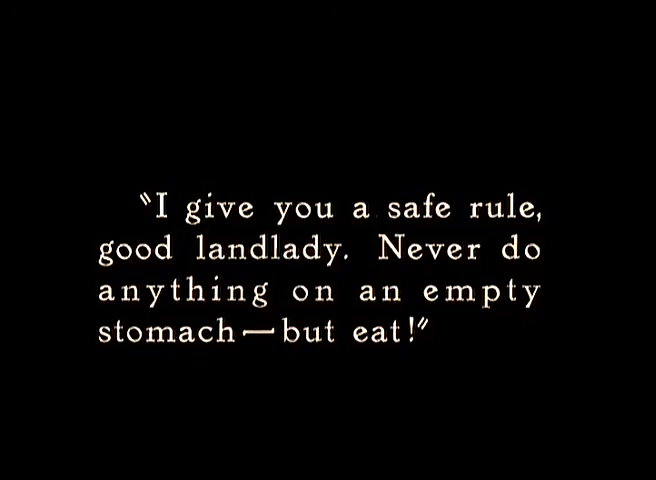 "I give you a safe rule,
good landlady. Never do
anything on an empty
stomach—but eat!"